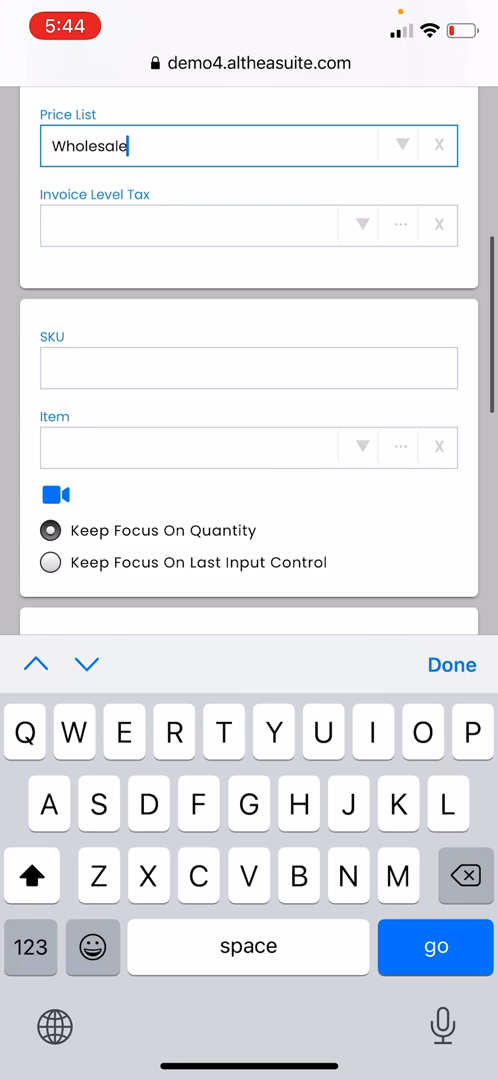 5:44
demo4.altheasuite.com
Price List
Wholesale
X
Invoice Level Tax
... X
SKU
Item
... X
Keep Focus On Quantity
Keep Focus On Last Input Control
Done
Q W E R T Y U I O P
A S D F G H J K L
Z X C V B N M
123 space go